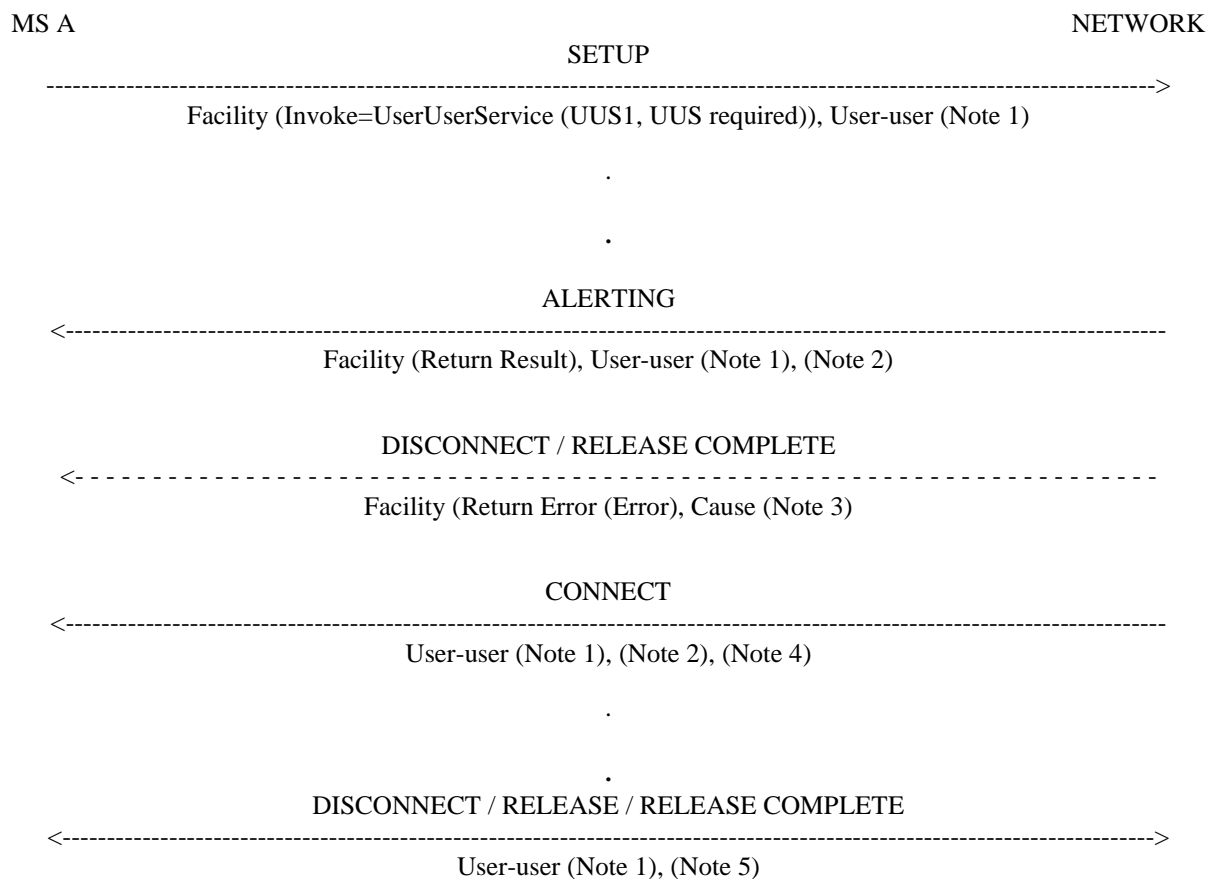 MS A NETWORK
SETUP
------------------------------------------------------------------------------------------------------------------------------>
Facility (Invoke=UserUserService (UUS1, UUS required)), User-user (Note 1)
.
.
ALERTING
<-----------------------------------------------------------------------------------------------------------------------------
Facility (Return Result), User-user (Note 1), (Note 2)
DISCONNECT / RELEASE COMPLETE
<- - - - - - - - - - - - - - - - - - - - - - - - - - - - - - - - - - - - - - - - - - - - - - - - - - - - - - - - - - - - - - - - - - - - - -
Facility (Return Error (Error), Cause (Note 3)
CONNECT
<-----------------------------------------------------------------------------------------------------------------------------
User-user (Note 1), (Note 2), (Note 4)
.
.
DISCONNECT / RELEASE / RELEASE COMPLETE
<---------------------------------------------------------------------------------------------------------------------------->
User-user (Note 1), (Note 5)